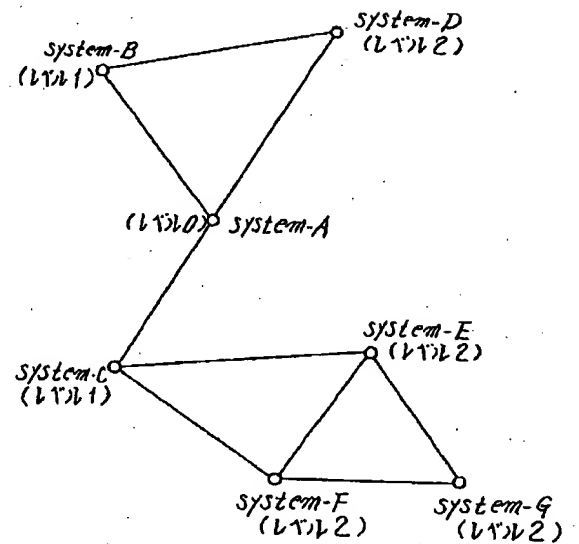 system-D
(レベル2)
system-B
(レベル1)
(レベル0) system-A
system-E
(レベル2)
system-C
(レベル1)
system-F
(レベル2)
system-G
(レベル2)